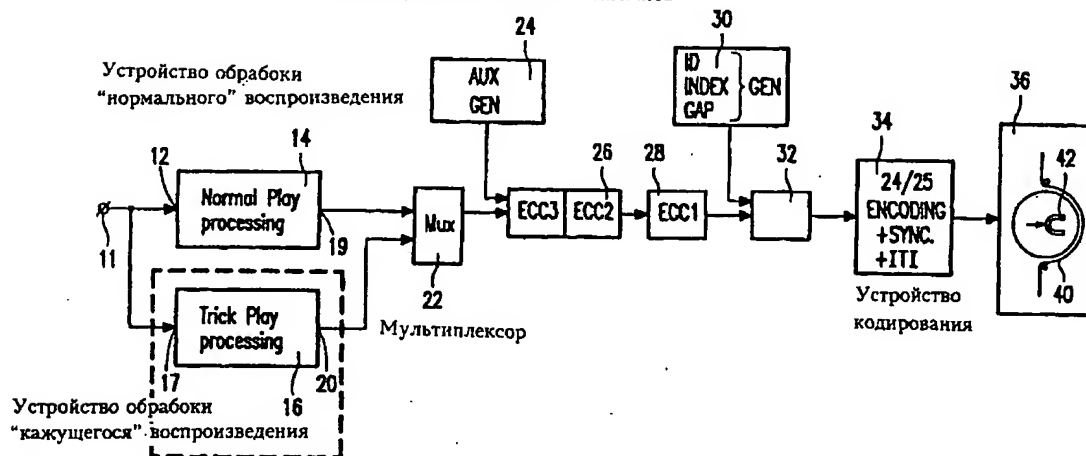 24
30
Устройство обрабоки
“нормального” воспроизведения
AUX
GEN
ID
INDEX
GAP
GEN
36
12
14
Normal Play
processing
19
11
26
28
32
34
42
Mux
22
ECC3
ECC2
ECC1
24/25
ENCODING
+SYNC.
+ITI
40
Trick Play
processing
17
20
16
Мультиплексор
Устройство
кодирования
Устройство обрабоки
“кажущегося” воспроизведения